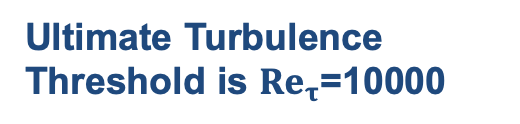 Ultimate Turbulence
Threshold is Reτ=10000